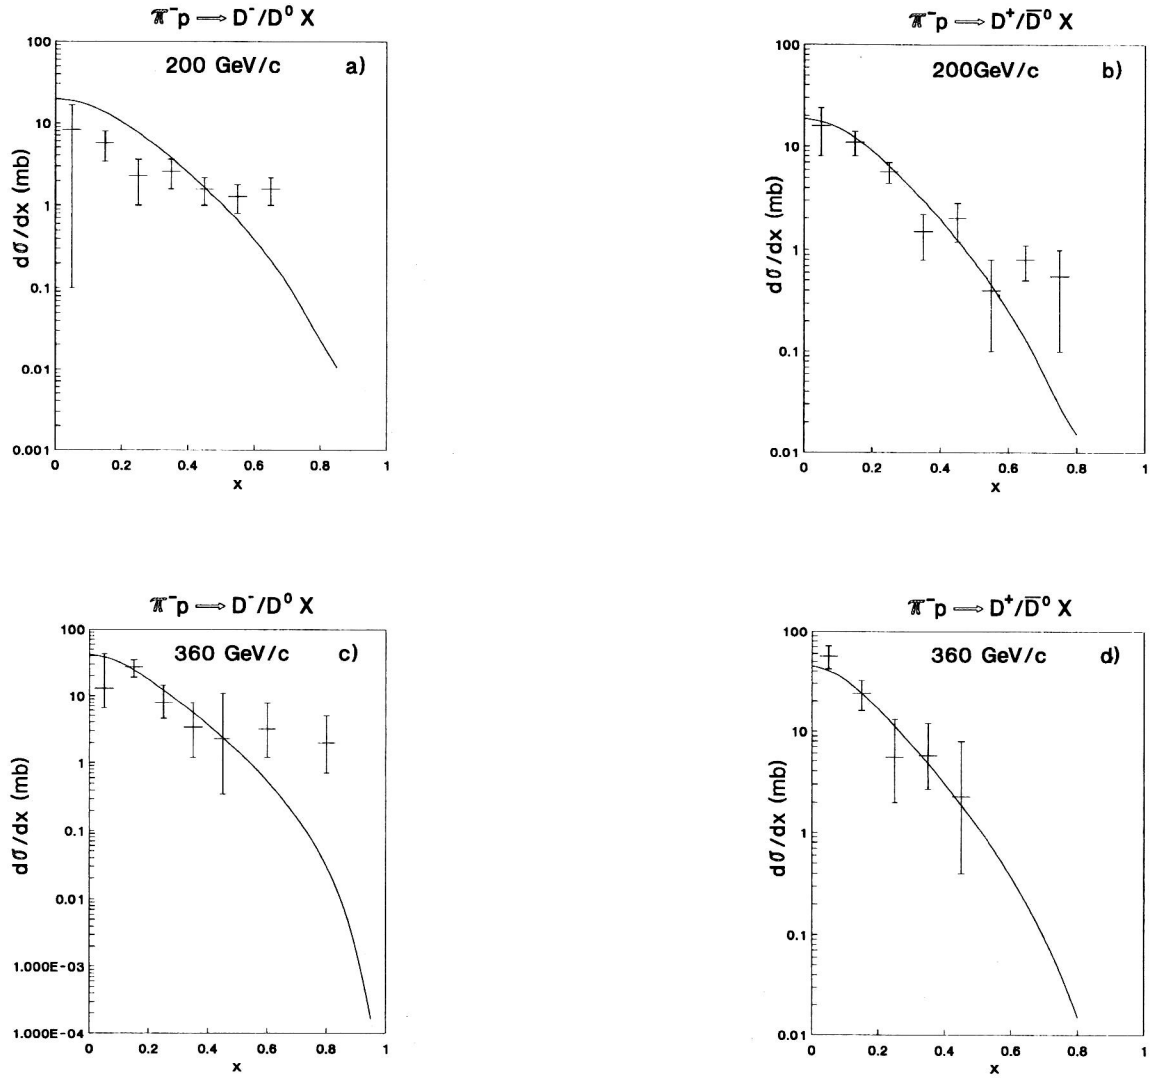 π⁻p ⟹ D⁻/D⁰ X
200 GeV/c a)
100
10
1
0.1
0.01
0.001
dσ/dx (mb)
0 0.2 0.4 0.6 0.8 1
x
π⁻p ⟹ D⁺/D̅⁰ X
200GeV/c b)
100
10
1
0.1
0.01
dσ/dx (mb)
0 0.2 0.4 0.6 0.8 1
x
π⁻p ⟹ D⁻/D⁰ X
360 GeV/c c)
100
10
1
0.1
0.01
1.000E-03
1.000E-04
dσ/dx (mb)
0 0.2 0.4 0.6 0.8 1
x
π⁻p ⟹ D⁺/D̅⁰ X
360 GeV/c d)
100
10
1
0.1
0.01
dσ/dx (mb)
0 0.2 0.4 0.6 0.8 1
x